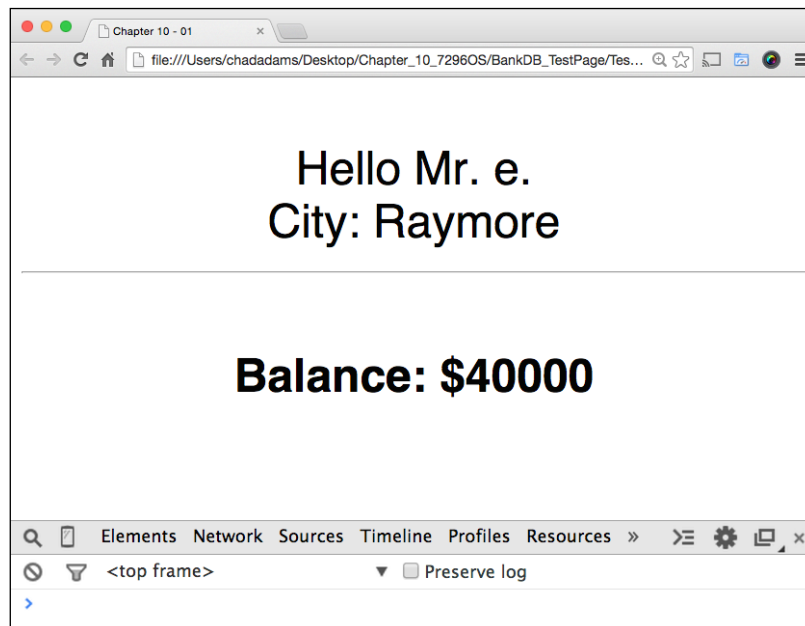 Chapter 10 - 01
file:///Users/chadadams/Desktop/Chapter_10_7296OS/BankDB_TestPage/Tes...
Hello Mr. e.
City: Raymore
Balance: $40000
Elements Network Sources Timeline Profiles Resources »
<top frame> Preserve log